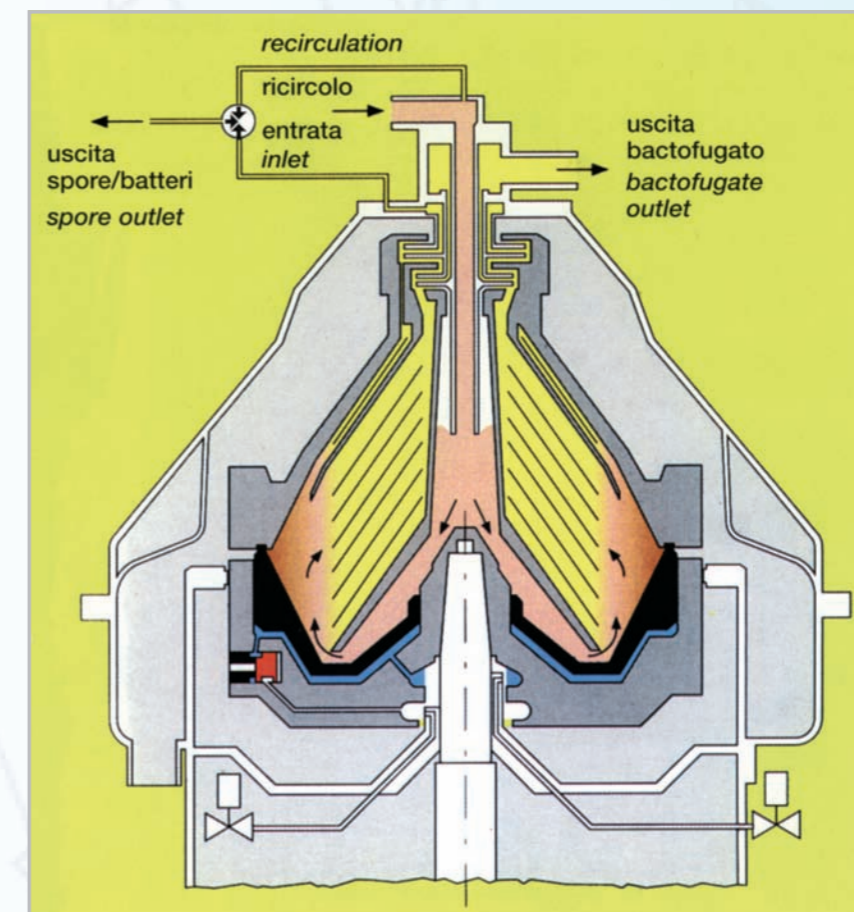 recirculation
ricircolo
entrata
inlet
uscita
spore/batteri
spore outlet
uscita
bactofugato
bactofugate
outlet